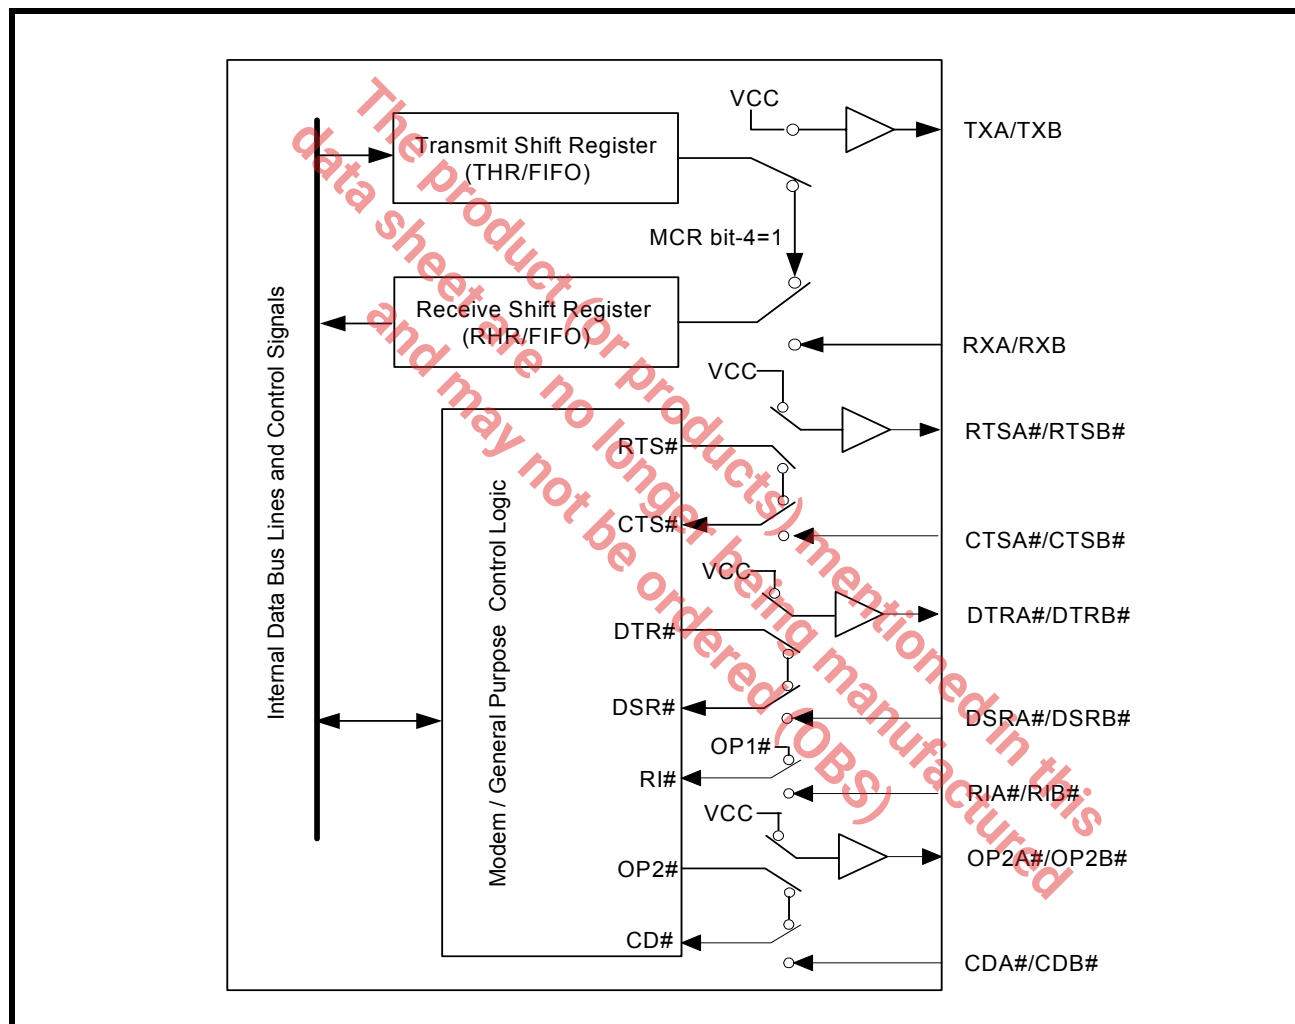 VCC
TXA/TXB
Transmit Shift Register
(THR/FIFO)
MCR bit-4=1
Receive Shift Register
(RHR/FIFO)
RXA/RXB
VCC
RTSA#/RTSB#
RTS#
CTS#
CTSA#/CTSB#
VCC
DTRA#/DTRB#
DTR#
DSR#
DSRA#/DSRB#
OP1#
RI#
RIA#/RIB#
VCC
OP2A#/OP2B#
OP2#
CD#
CDA#/CDB#
Internal Data Bus Lines and Control Signals
Modem / General Purpose Control Logic
The product (or products) mentioned in this
data sheet are no longer being manufactured
and may not be ordered (OBS)